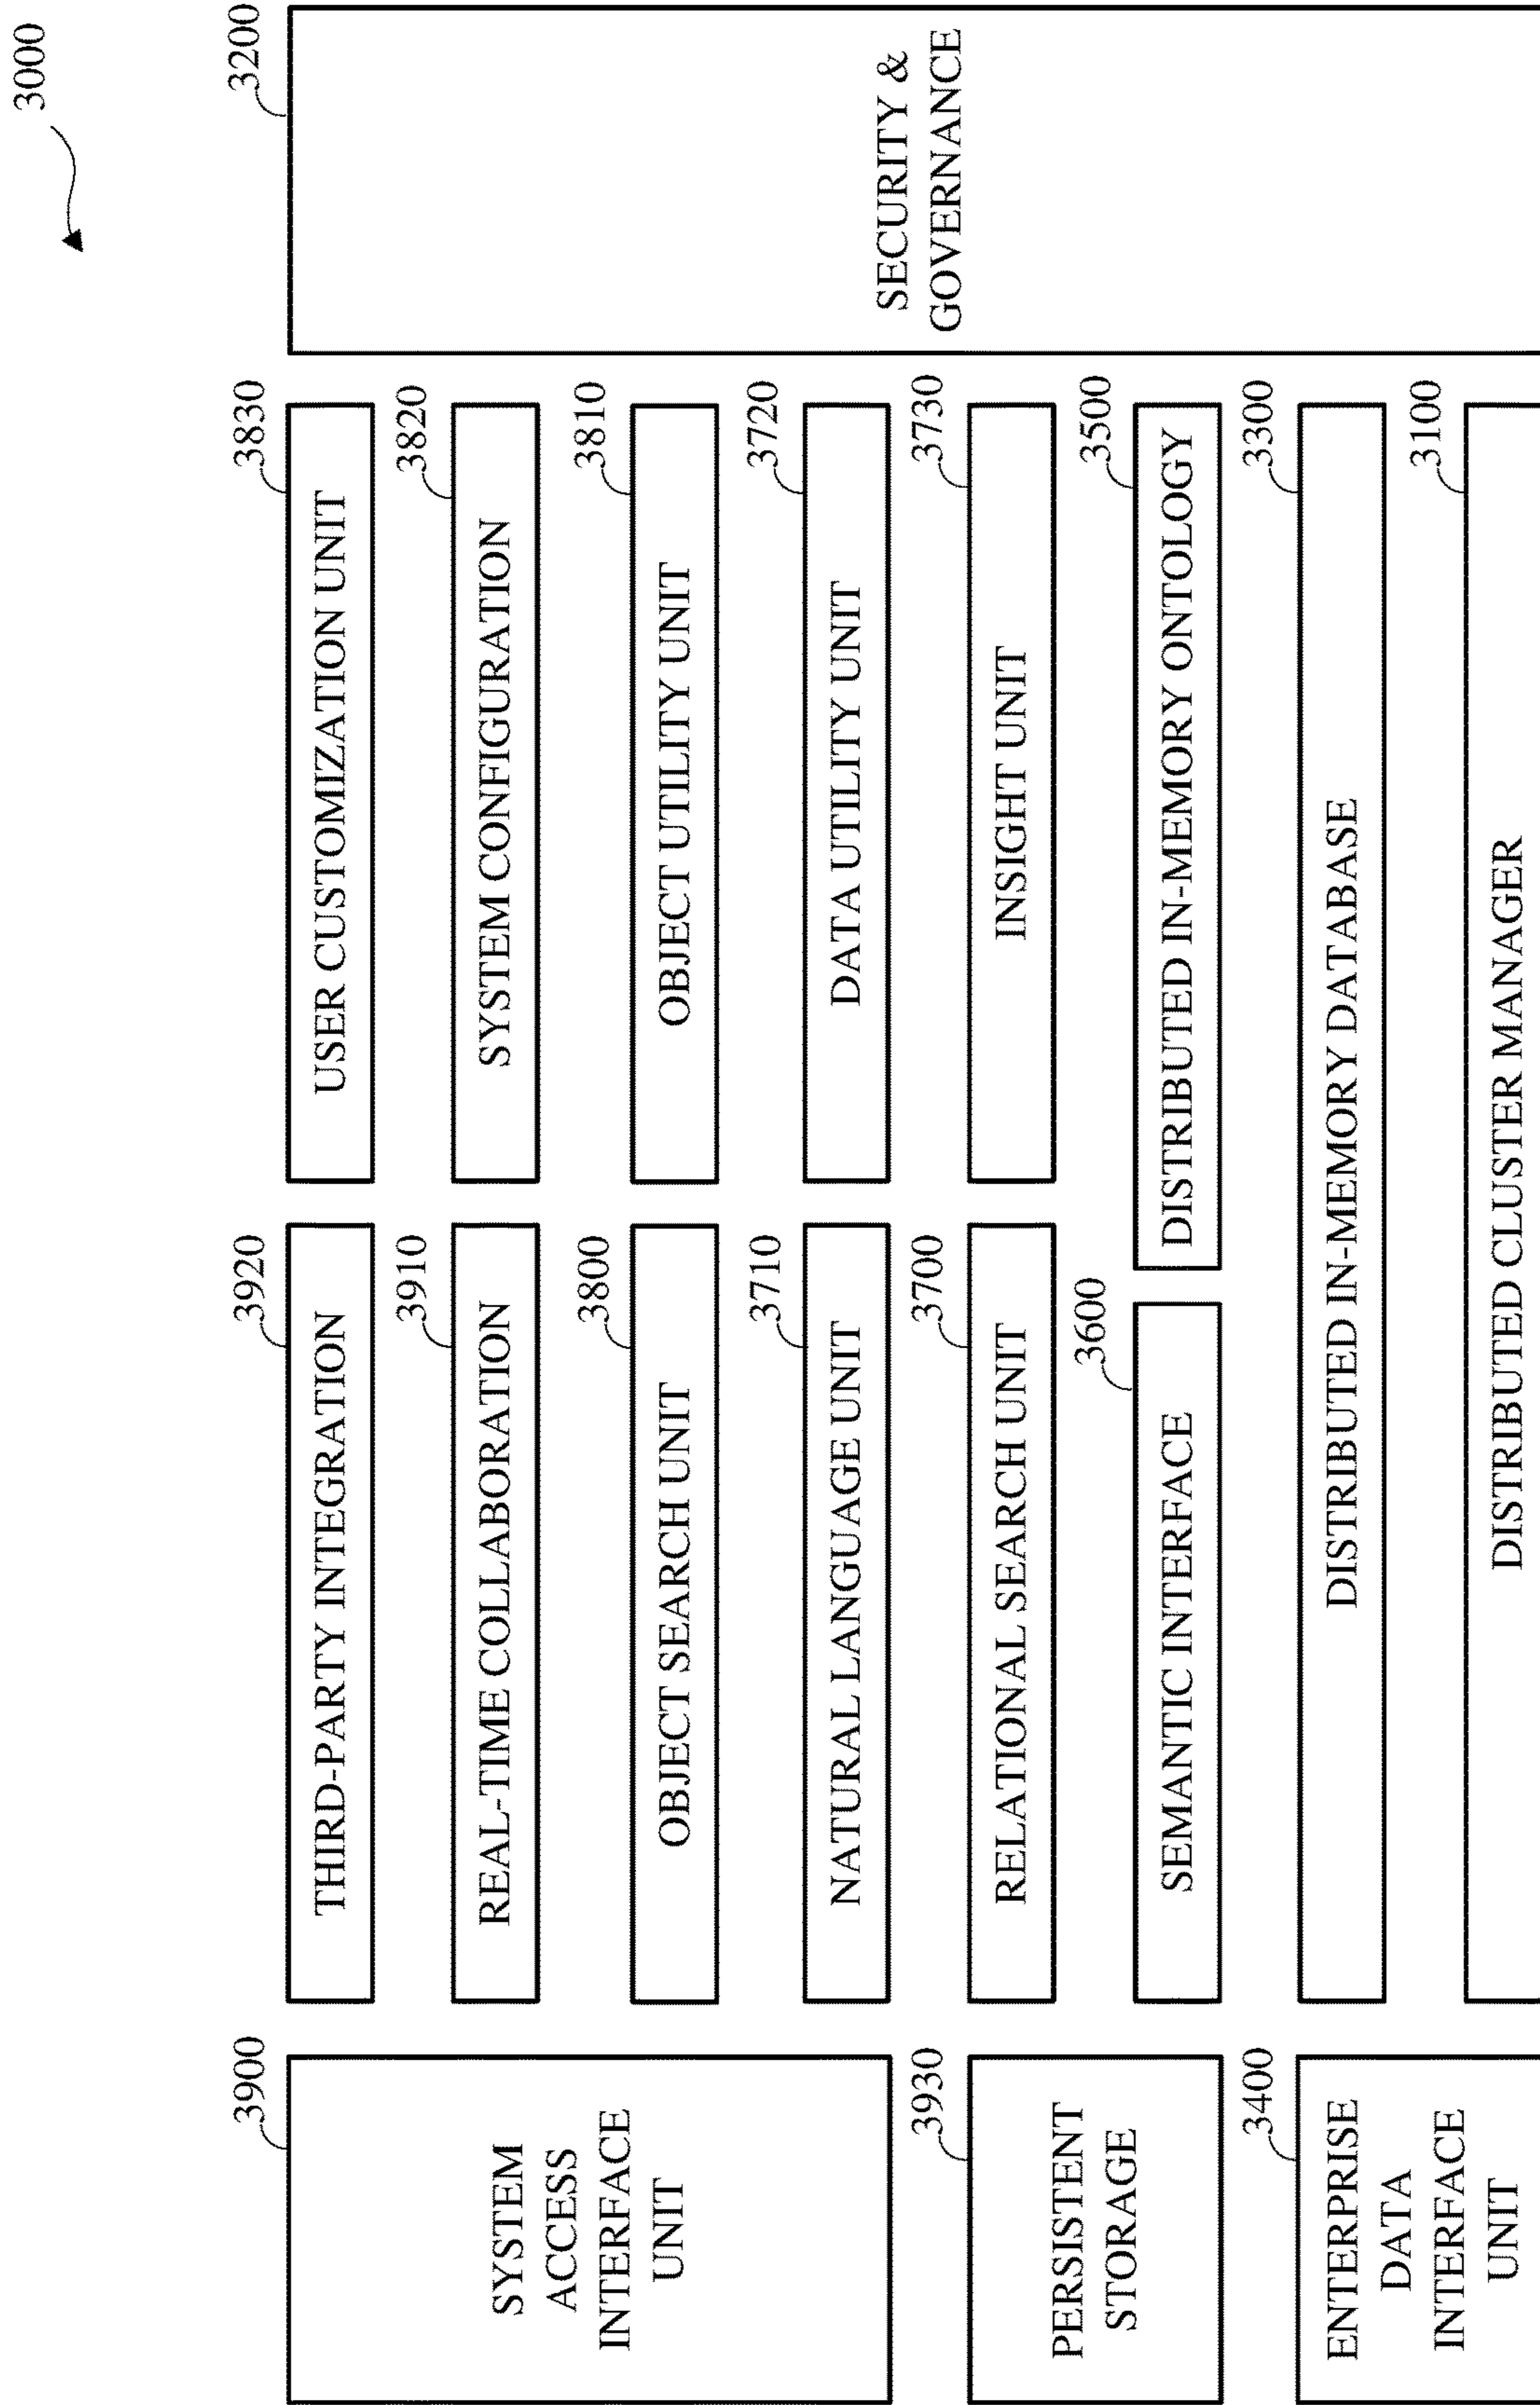 3000
3900
SYSTEM
ACCESS
INTERFACE
UNIT
3920
THIRD-PARTY INTEGRATION
3830
USER CUSTOMIZATION UNIT
3200
SECURITY &
GOVERNANCE
3910
REAL-TIME COLLABORATION
3820
SYSTEM CONFIGURATION
3800
OBJECT SEARCH UNIT
3810
OBJECT UTILITY UNIT
3710
NATURAL LANGUAGE UNIT
3720
DATA UTILITY UNIT
3930
PERSISTENT
STORAGE
3700
RELATIONAL SEARCH UNIT
3730
INSIGHT UNIT
3600
SEMANTIC INTERFACE
3500
DISTRIBUTED IN-MEMORY ONTOLOGY
3400
ENTERPRISE
DATA
INTERFACE
UNIT
3300
DISTRIBUTED IN-MEMORY DATABASE
3100
DISTRIBUTED CLUSTER MANAGER